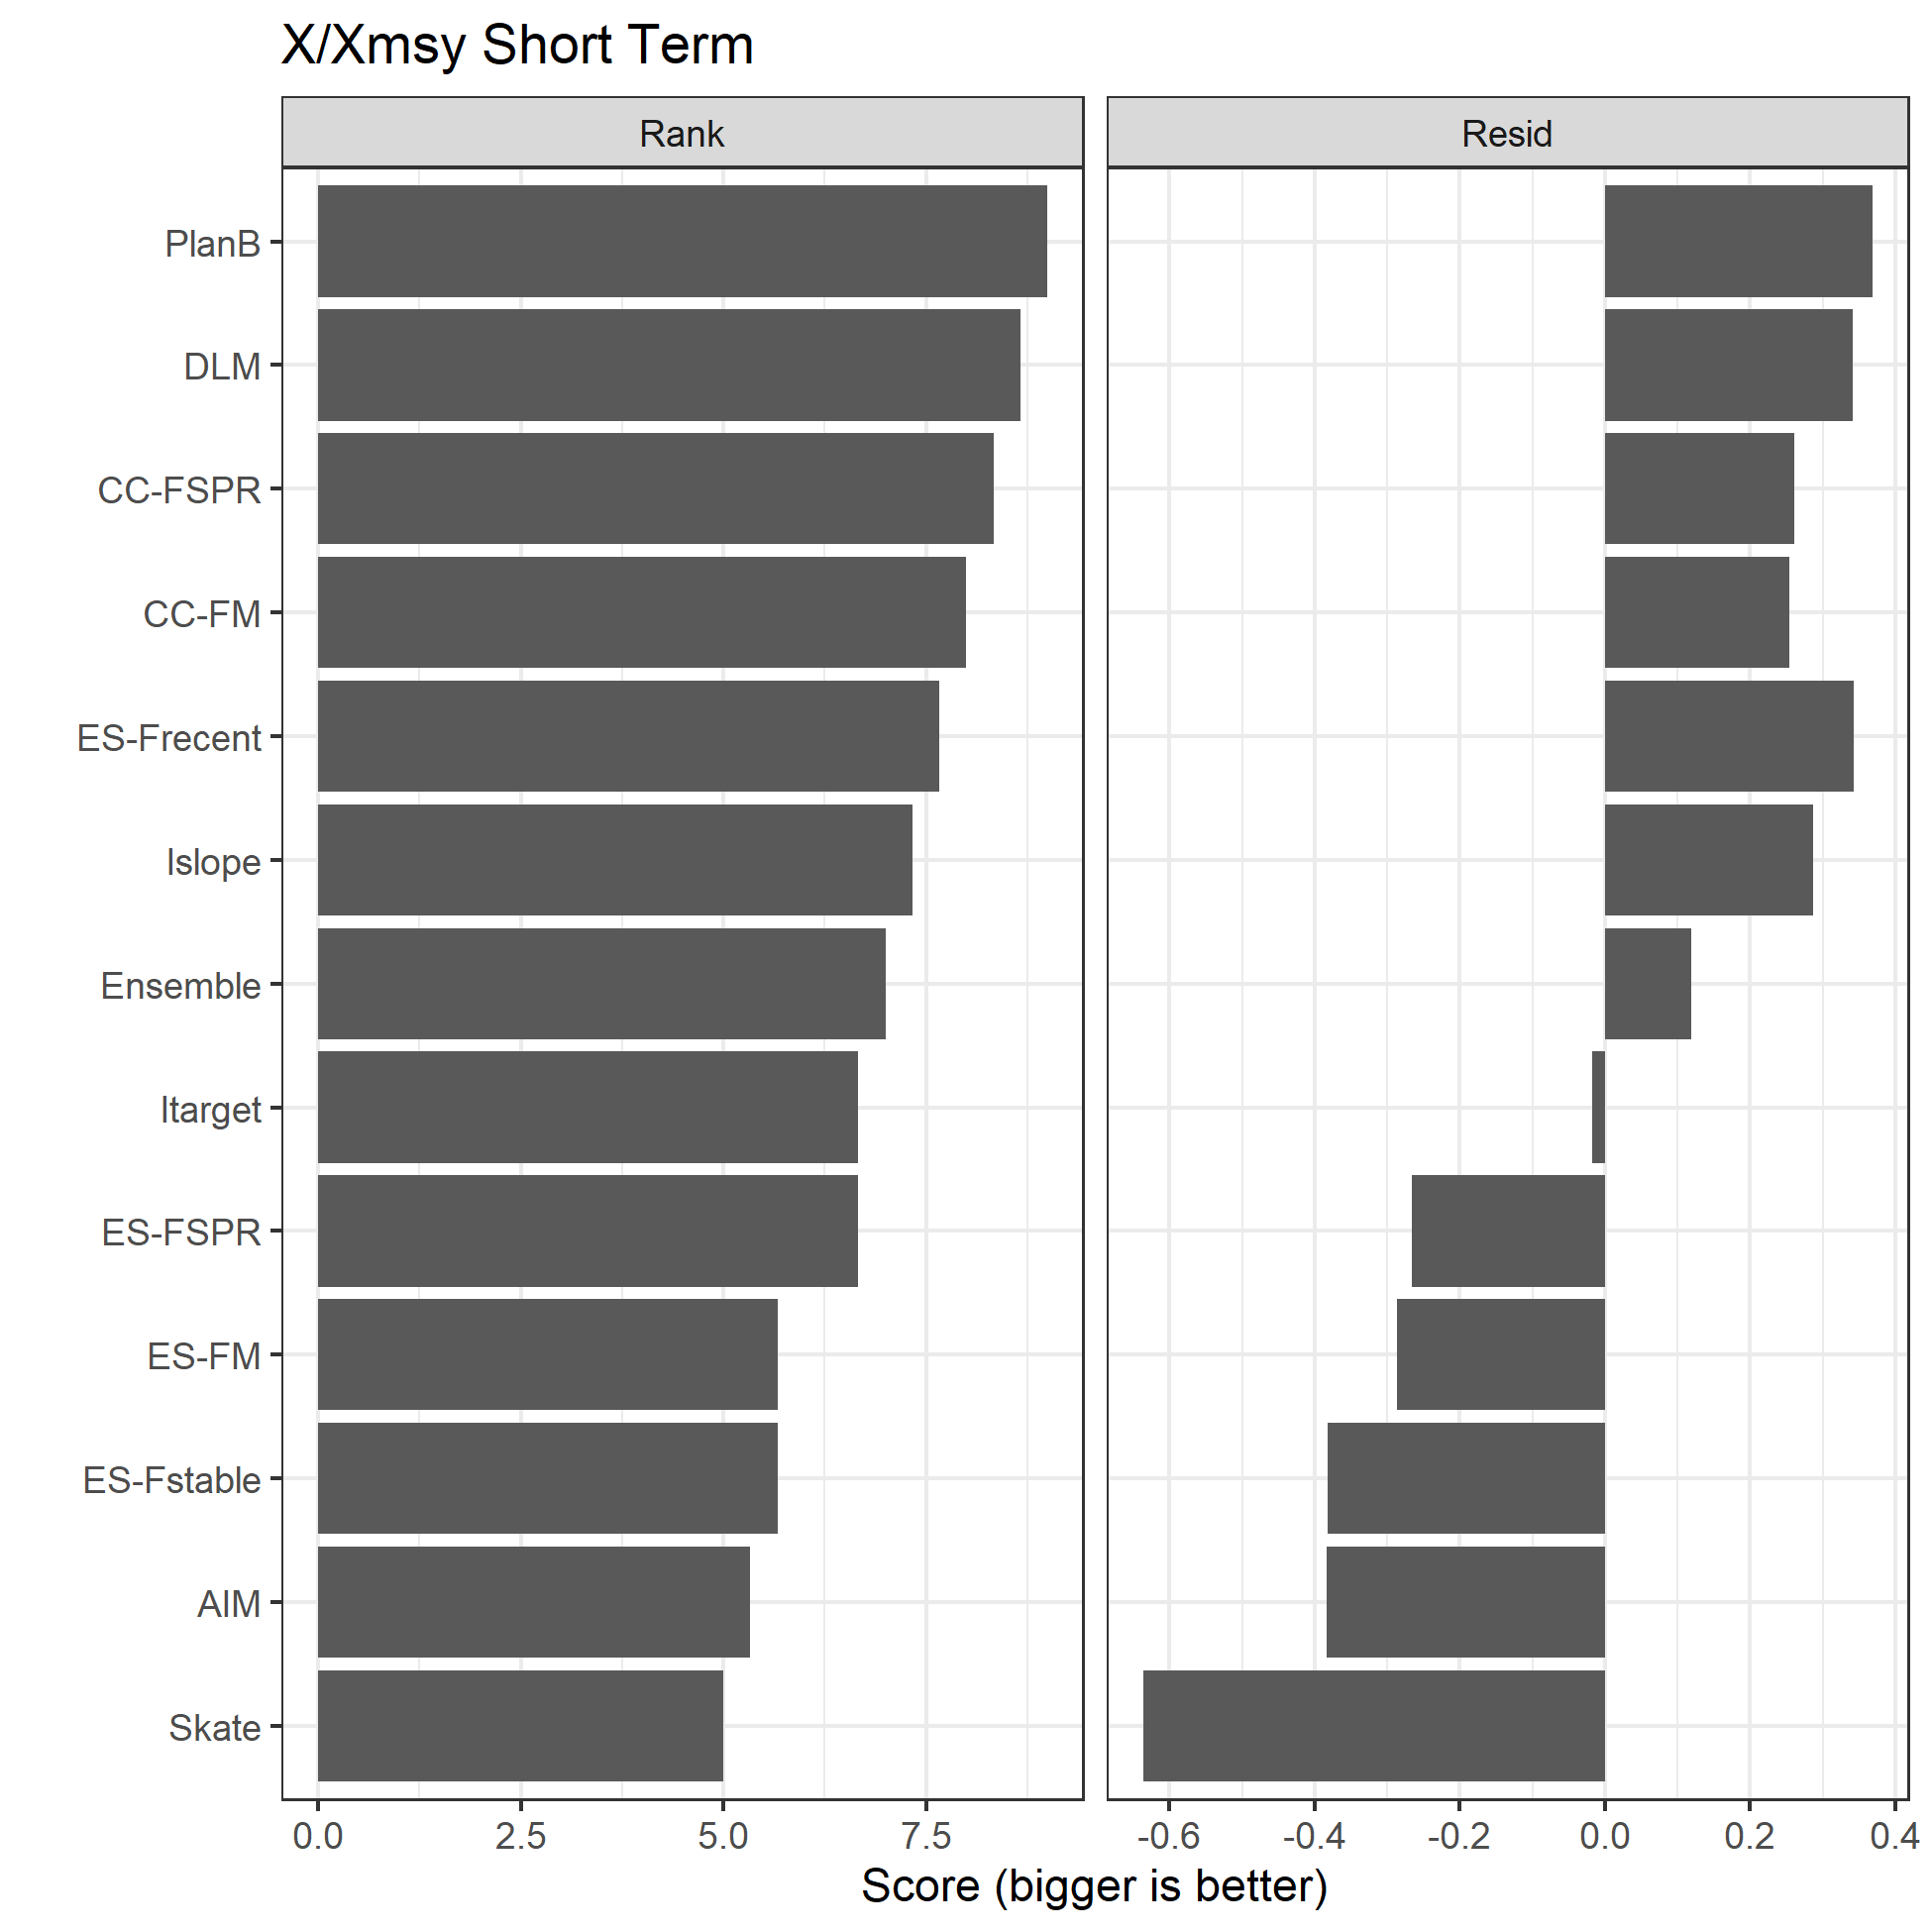 X/Xmsy Short Term
Rank
Resid
PlanB
DLM
CC-FSPR
CC-FM
ES-Frecent
Islope
Ensemble
Itarget
ES-FSPR
ES-FM
ES-Fstable
AIM
Skate
0.0 2.5 5.0 7.5
-0.6 -0.4 -0.2 0.0 0.2 0.4
Score (bigger is better)